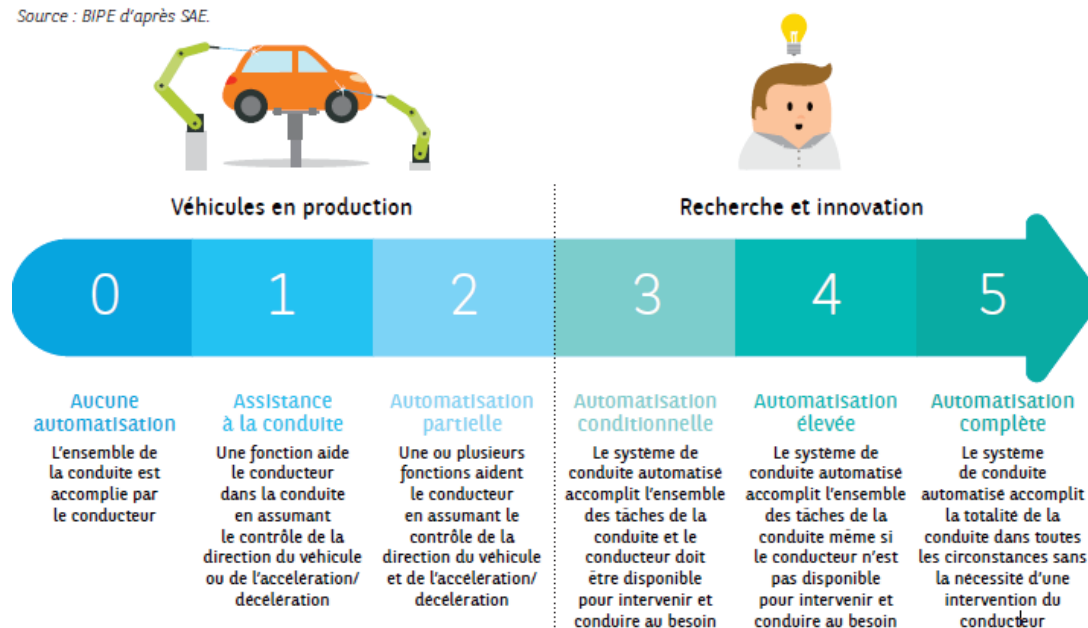 Source : BIPE d'après SAE.
Véhicules en production
Recherche et innovation
0
1
2
3
4
5
Aucune
automatisation
L'ensemble de
la conduite est
accomplie par
le conducteur
Assistance
à la conduite
Une fonction aide
le conducteur
dans la conduite
en assumant
le contrôle de la
direction du véhicule
ou de l'accélération/
décélération
Automatisation
partielle
Une ou plusieurs
fonctions aident
le conducteur
en assumant le
contrôle de la
direction du véhicule
et de l'accélération/
décélération
Automatisation
conditionnelle
Le système de
conduite automatisé
accomplit l'ensemble
des tâches de la
conduite et le
conducteur doit
être disponible
pour intervenir et
conduire au besoin
Automatisation
élevée
Le système de
conduite automatisé
accomplit l'ensemble
des tâches de la
conduite même si
le conducteur n'est
pas disponible
pour intervenir et
conduire au besoin
Automatisation
complète
Le système
de conduite
automatisé accomplit
la totalité de la
conduite dans toutes
les circonstances sans
la nécessité d'une
intervention du
conducteur